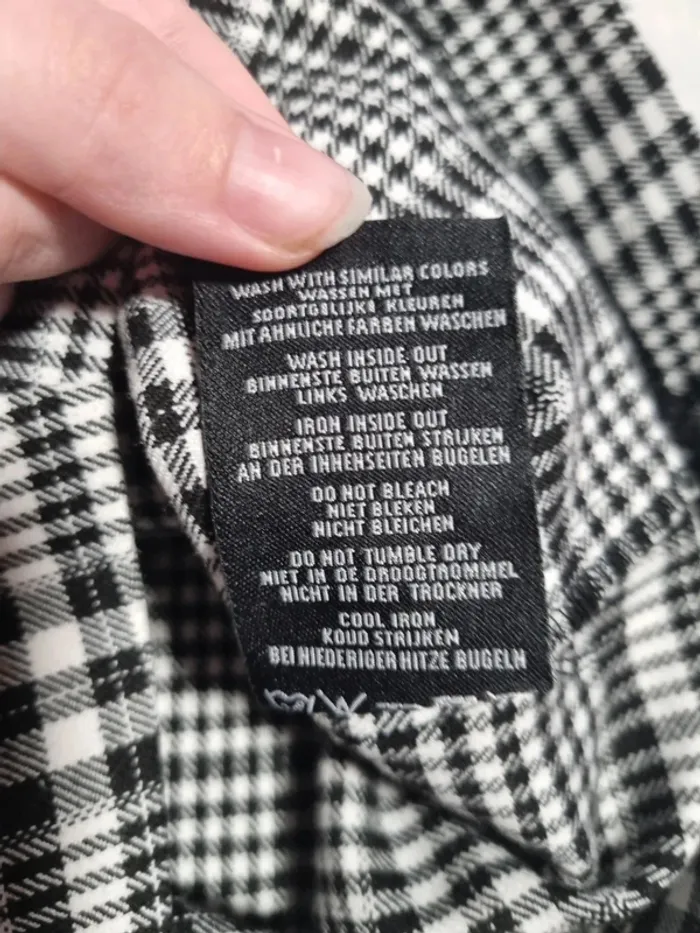 WASH WITH SIMILAR COLORS
WASSEN MET
SOORTGELIJKE KLEUREN
MIT AHNLICHE FARBEN WASCHEN
WASH INSIDE OUT
BINNENSTE BUITEN WASSEN
LINKS WASCHEN
IRON INSIDE OUT
BINNENSTE BUITEN STRIJKEN
AN DER INNENSEITEN BUGELEN
DO NOT BLEACH
NIET BLEKEN
NICHT BLEICHEN
DO NOT TUMBLE DRY
NIET IN DE DROOGTROMMEL
NICHT IN DER TROCKNER
COOL IRON
KOUD STRIJKEN
BEI NIEDERIGER HITZE BUGELN